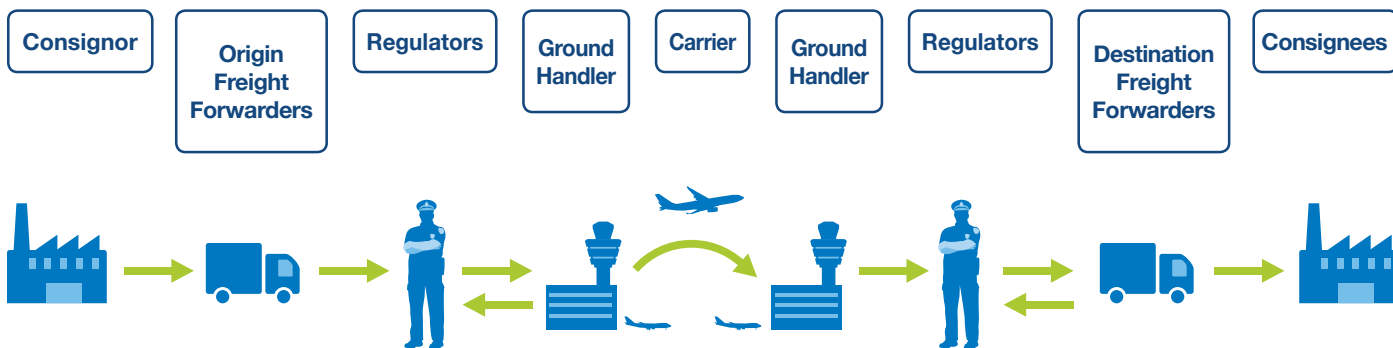 Consignor
Origin
Freight
Forwarders
Regulators
Ground
Handler
Carrier
Ground
Handler
Regulators
Destination
Freight
Forwarders
Consignees